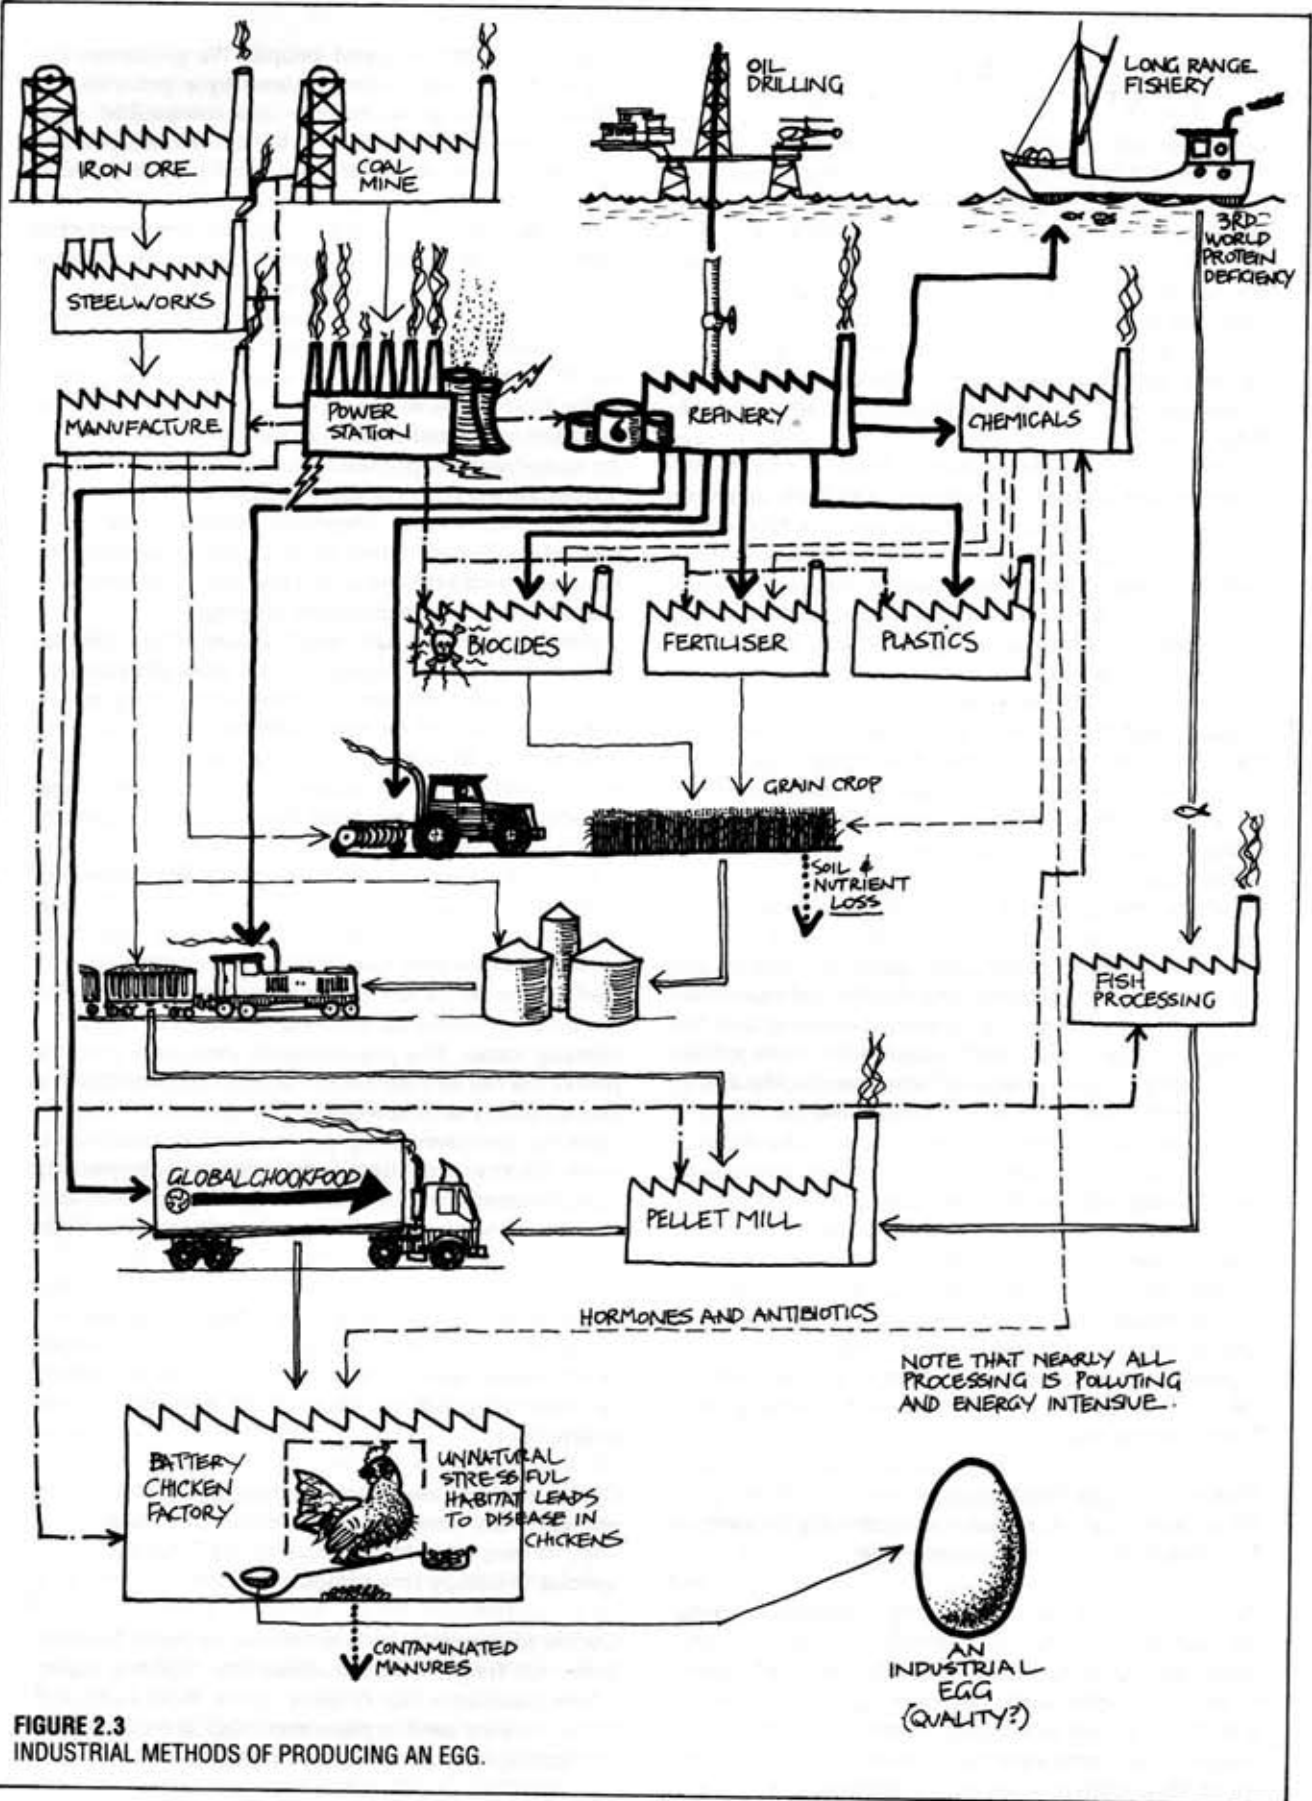 OIL
DRILLING
LONG RANGE
FISHERY
IRON ORE
COAL
MINE
3RD
WORLD
PROTEIN
DEFICIENCY
STEELWORKS
MANUFACTURE
POWER
STATION
REFINERY
CHEMICALS
BIOCIDES
FERTILISER
PLASTICS
GRAIN CROP
SOIL &
NUTRIENT
LOSS
FISH
PROCESSING
GLOBAL CHOOKFOOD
PELLET MILL
HORMONES AND ANTIBIOTICS
NOTE THAT NEARLY ALL
PROCESSING IS POLLUTING
AND ENERGY INTENSIVE.
BATTERY
CHICKEN
FACTORY
UNNATURAL
STRESSFUL
HABITAT LEADS
TO DISEASE IN
CHICKENS
CONTAMINATED
MANURES
AN
INDUSTRIAL
EGG
(QUALITY?)
FIGURE 2.3
INDUSTRIAL METHODS OF PRODUCING AN EGG.